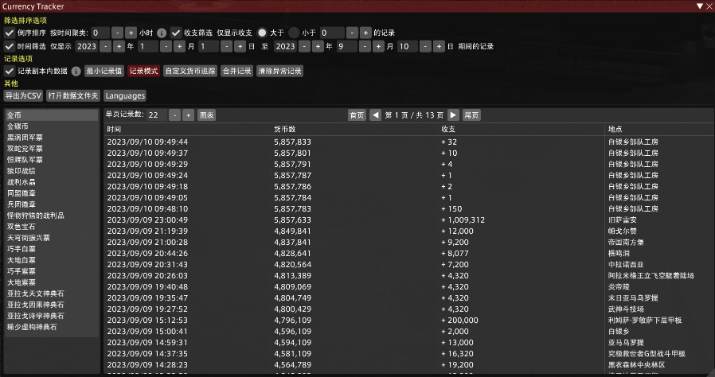 Currency Tracker
筛选排序选项
倒序排序 按时间聚类: 0 - + 小时 收支筛选 仅显示收支 大于 小于 0 - + 的记录
时间筛选 仅显示 2023 - + 年 1 - + 月 1 - + 日 至 2023 - + 年 9 - + 月 10 - + 日 期间的记录
记录选项
记录副本内数据 最小记录值 记录模式 自定义货币追踪 合并记录 清除异常记录
其他
导出为CSV 打开数据文件夹 Languages
金币
金碟币
黑涡团军票
双蛇党军票
恒辉队军票
狼印战绩
战利水晶
同盟徽章
兵团徽章
怪物狩猎的战利品
双色宝石
天穹街振兴票
巧手白票
大地白票
巧手紫票
大地紫票
亚拉戈天文神典石
亚拉戈因果神典石
亚拉戈诗学神典石
稀少虚构神典石
单页记录数: 22 - + 图表 首页 第 1 页 / 共 13 页 尾页
时间 货币数 收支 地点
2023/09/10 09:49:44 5,857,833 + 32 白银乡部队工房
2023/09/10 09:49:37 5,857,801 + 10 白银乡部队工房
2023/09/10 09:49:29 5,857,791 + 4 白银乡部队工房
2023/09/10 09:49:24 5,857,787 + 1 白银乡部队工房
2023/09/10 09:49:18 5,857,786 + 2 白银乡部队工房
2023/09/10 09:49:05 5,857,784 + 1 白银乡部队工房
2023/09/10 09:48:10 5,857,783 + 150 白银乡部队工房
2023/09/09 23:00:49 5,857,633 + 1,009,312 旧萨雷安
2023/09/09 21:19:39 4,849,841 + 12,000 帕戈尔赞
2023/09/09 21:00:28 4,837,841 + 9,200 帝国南方堡
2023/09/09 20:44:26 4,828,641 + 8,077
2023/09/09 20:31:43 4,820,564 + 7,200 中拉诺西亚
2023/09/09 20:26:03 4,813,389 + 4,320 阿拉米格王立飞空艇着陆场
2023/09/09 19:40:48 4,809,069 + 4,320 炎帝陵
2023/09/09 19:35:47 4,804,749 + 4,320 末日亚马乌罗提
2023/09/09 19:27:52 4,800,429 + 4,320 武神斗技场
2023/09/09 15:12:53 4,796,109 + 200,000 利姆萨·罗敏萨下层甲板
2023/09/09 15:00:41 4,596,109 + 2,000 白银乡
2023/09/09 14:59:31 4,594,109 + 13,000 亚马乌罗提
2023/09/09 14:37:35 4,581,109 + 16,320 究极救世者G型战斗甲板
2023/09/09 14:28:23 4,564,789 + 19,200 黑衣森林中央林区